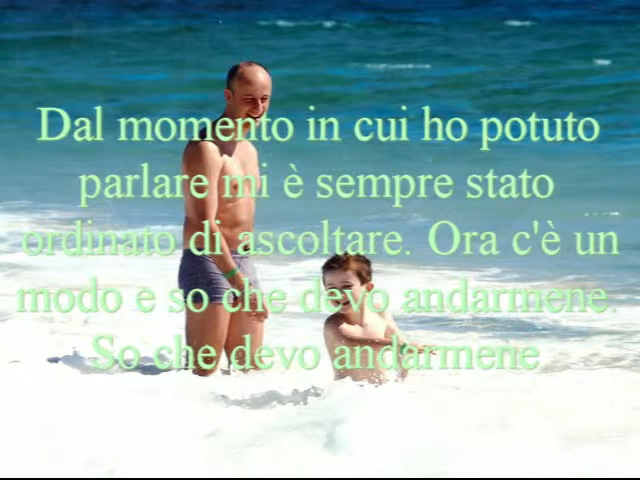 Dal momento in cui ho potuto
parlare mi è sempre stato
ordinato di ascoltare. Ora c'è un
modo e so che devo andarmene.
So che devo andarmene